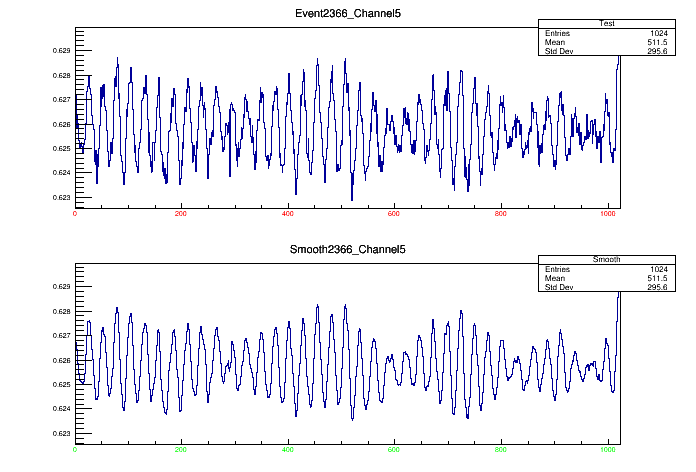 Event2366_Channel5
Test
Entries 1024
Mean 511.5
Std Dev 295.6
0.629
0.628
0.627
0.626
0.625
0.624
0.623
0 200 400 600 800 1000
Smooth2366_Channel5
Smooth
Entries 1024
Mean 511.5
Std Dev 295.6
0.629
0.628
0.627
0.626
0.625
0.624
0.623
0 200 400 600 800 1000